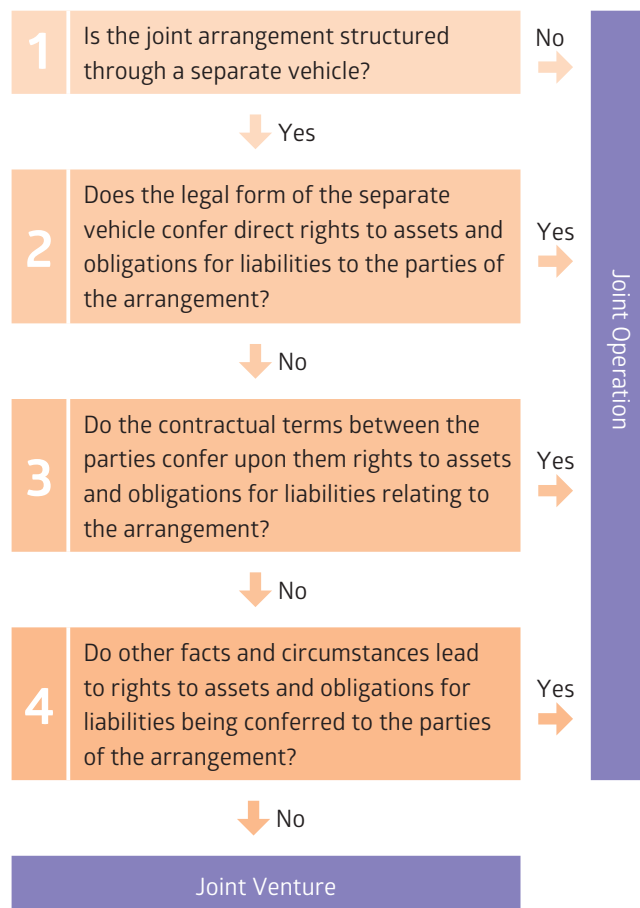 1
Is the joint arrangement structured
through a separate vehicle?
No
Yes
2
Does the legal form of the separate
vehicle confer direct rights to assets and
obligations for liabilities to the parties of
the arrangement?
Yes
No
3
Do the contractual terms between the
parties confer upon them rights to assets
and obligations for liabilities relating to
the arrangement?
Yes
No
4
Do other facts and circumstances lead
to rights to assets and obligations for
liabilities being conferred to the parties
of the arrangement?
Yes
No
Joint Operation
Joint Venture